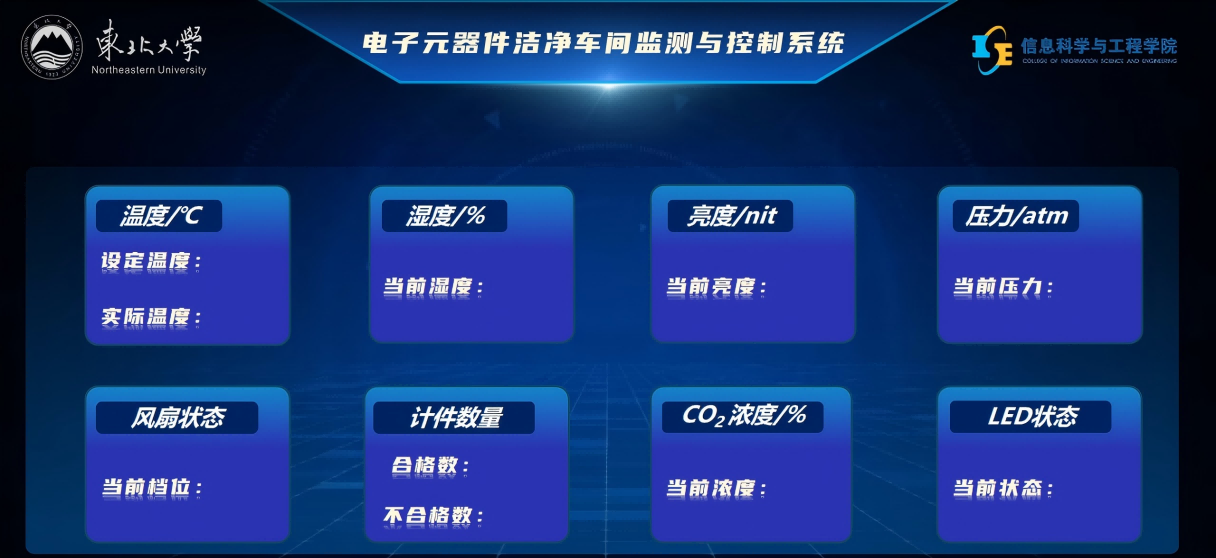 東北大學
Northeastern University
电子元器件洁净车间监测与控制系统
信息科学与工程学院
COLLEGE OF INFORMATION SCIENCE AND ENGINEERING
温度/℃
设定温度：
实际温度：
湿度/%
当前湿度：
亮度/nit
当前亮度：
压力/atm
当前压力：
风扇状态
当前档位：
计件数量
合格数：
不合格数：
CO₂浓度/%
当前浓度：
LED状态
当前状态：